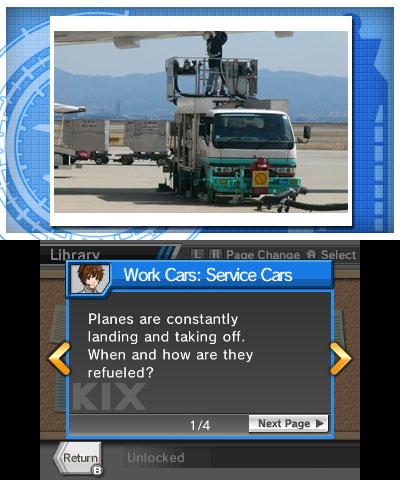 Library
L R Page Change A Select
Work Cars: Service Cars
Planes are constantly
landing and taking off.
When and how are they
refueled?
KIX
1/4
Next Page
Return
B
Unlocked